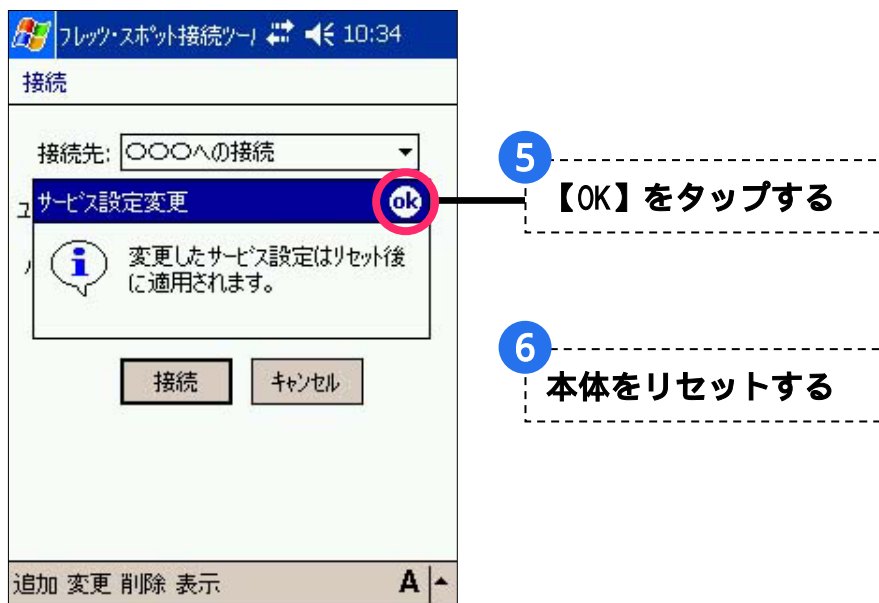 フレッツ・スポット接続ツール 10:34
接続
接続先: 〇〇〇への接続
サービス設定変更 ok
変更したサービス設定はリセット後
に適用されます。
接続 キャンセル
追加 変更 削除 表示 A
5
【OK】をタップする
6
本体をリセットする